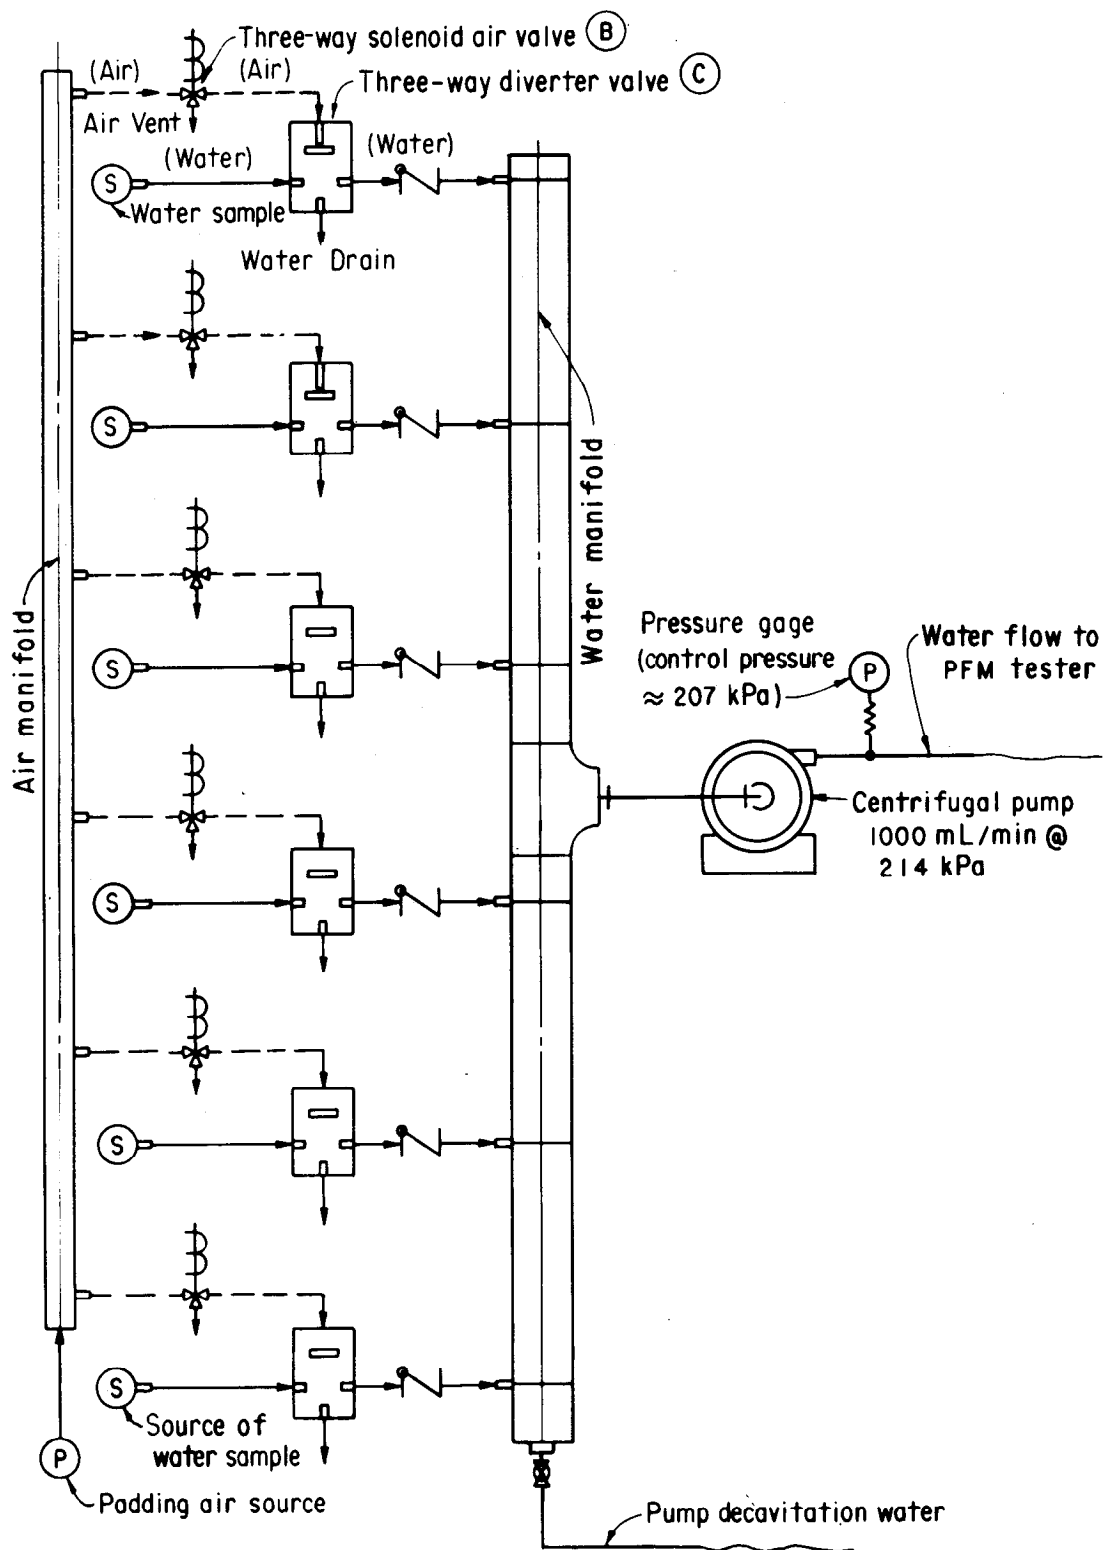 Three-way solenoid air valve B
(Air)
(Air)
Three-way diverter valve C
Air Vent
(Water)
(Water)
S
Water sample
Water Drain
S
Water manifold
S
Air manifold
Pressure gage
(control pressure
≈ 207 kPa)
P
Water flow to
PFM tester
Centrifugal pump
1000 mL/min @
214 kPa
S
S
S
Source of
water sample
P
Padding air source
Pump decavitation water